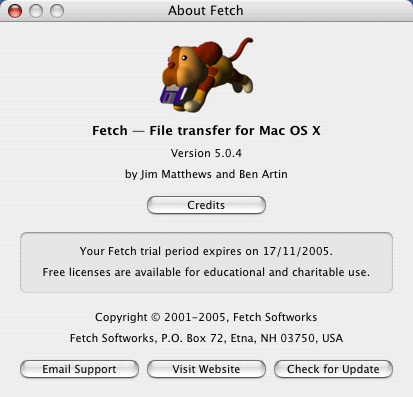 About Fetch
Fetch — File transfer for Mac OS X
Version 5.0.4
by Jim Matthews and Ben Artin
Credits
Your Fetch trial period expires on 17/11/2005.
Free licenses are available for educational and charitable use.
Copyright © 2001–2005, Fetch Softworks
Fetch Softworks, P.O. Box 72, Etna, NH 03750, USA
Email Support
Visit Website
Check for Update